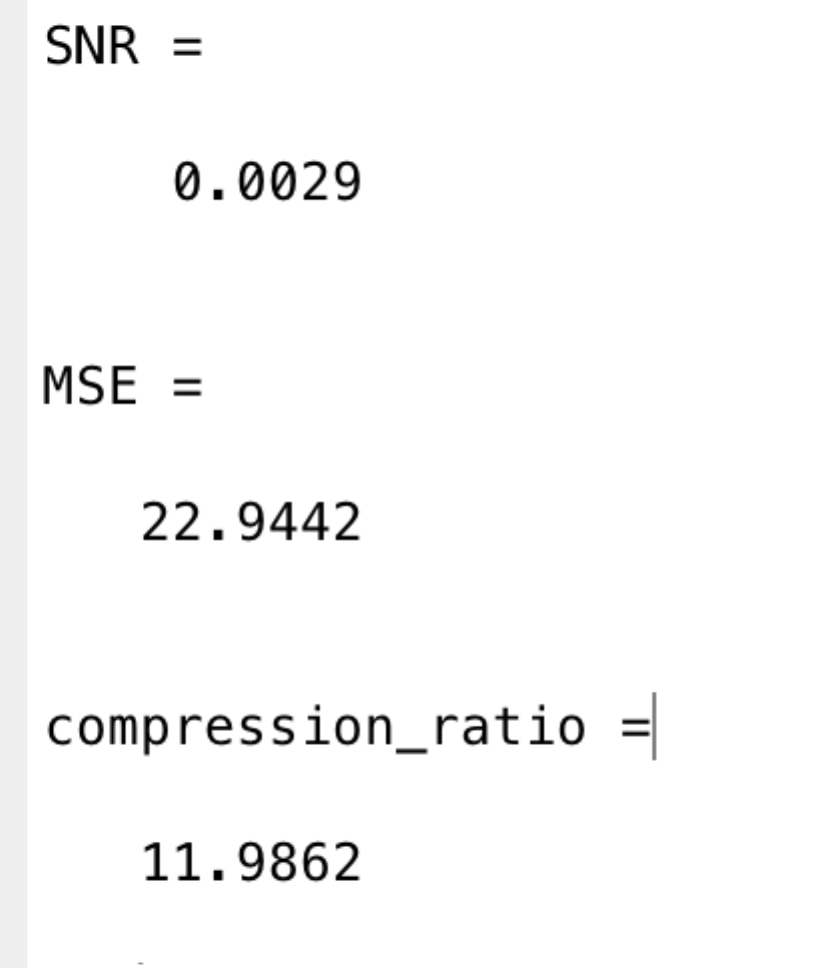 SNR =
0.0029
MSE =
22.9442
compression_ratio =
11.9862